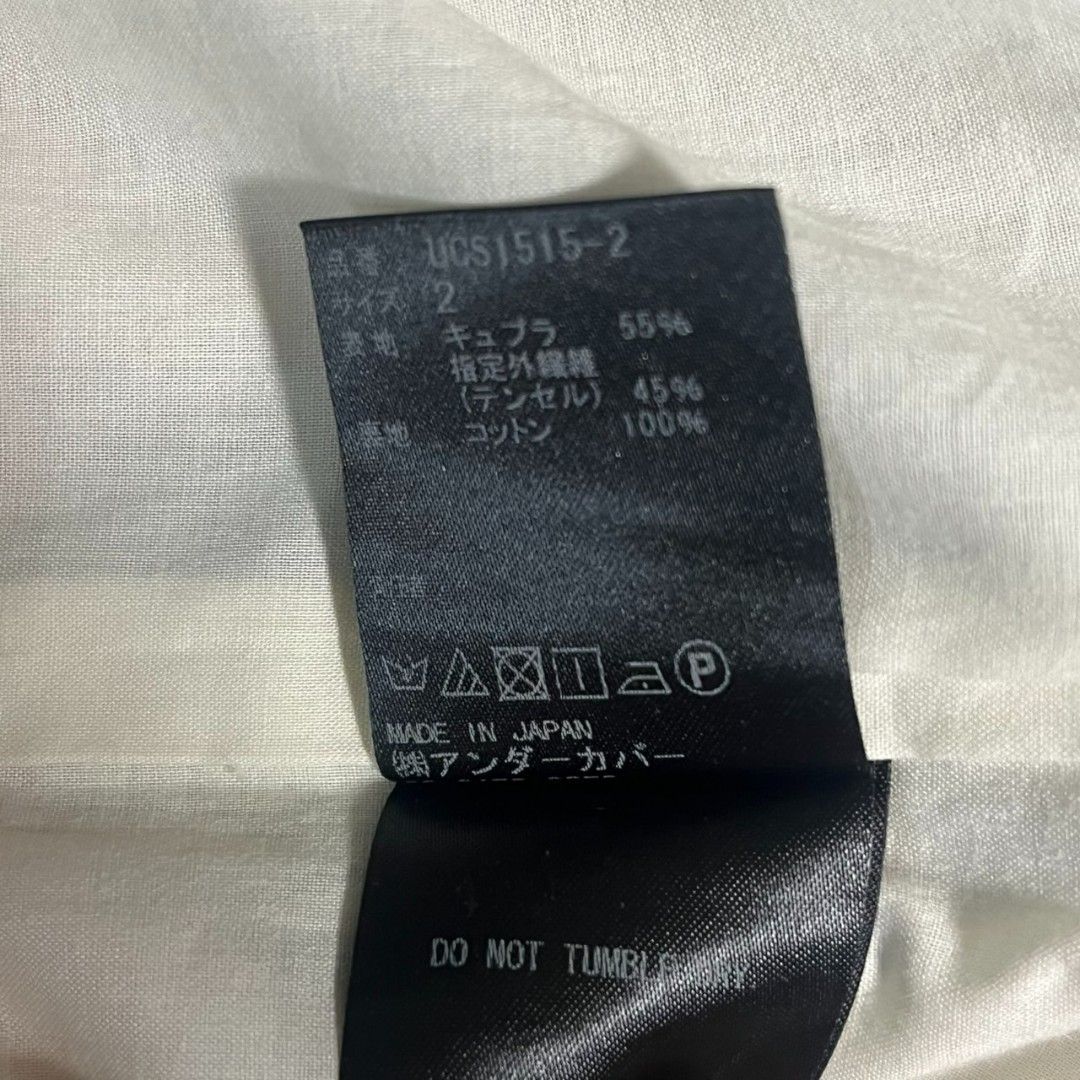 品番 UCS1515-2
サイズ 2
表地 キュプラ 55%
指定外繊維
(テンセル) 45%
裏地 コットン 100%
P
MADE IN JAPAN
(株)アンダーカバー
DO NOT TUMBLE DRY